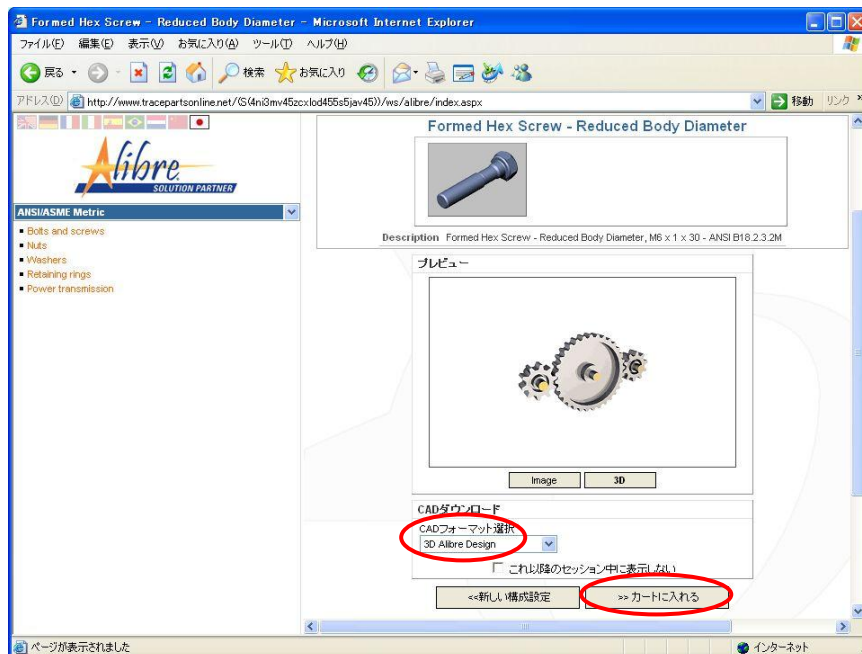 Formed Hex Screw - Reduced Body Diameter - Microsoft Internet Explorer
ファイル(F) 編集(E) 表示(V) お気に入り(A) ツール(T) ヘルプ(H)
戻る 検索 お気に入り
アドレス(D) http://www.tracepartsonline.net/(S(4ni3mv45zcxlod455s5jav45))/ws/alibre/index.aspx 移動 リンク »
Alibre
SOLUTION PARTNER
ANSI/ASME Metric
Bolts and screws
Nuts
Washers
Retaining rings
Power transmission
Formed Hex Screw - Reduced Body Diameter
Description Formed Hex Screw - Reduced Body Diameter, M6 x 1 x 30 - ANSI B18.2.3.2M
プレビュー
Image 3D
CADダウンロード
CADフォーマット選択
3D Alibre Design
これ以降のセッション中に表示しない
<<新しい構成設定 >> カートに入れる
ページが表示されました インターネット